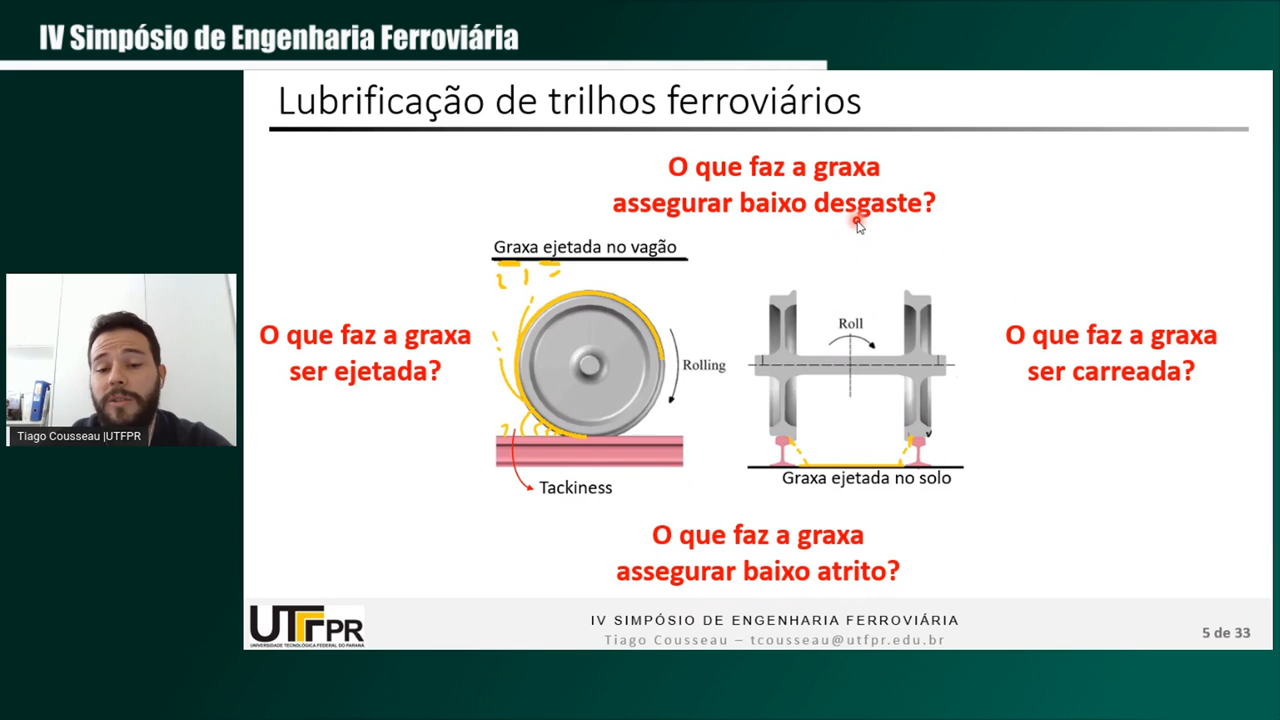 IV Simpósio de Engenharia Ferroviária
Lubrificação de trilhos ferroviários
O que faz a graxa
assegurar baixo desgaste?
Graxa ejetada no vagão
O que faz a graxa
ser ejetada?
Rolling
Roll
O que faz a graxa
ser carreada?
Tackiness
Graxa ejetada no solo
O que faz a graxa
assegurar baixo atrito?
Tiago Cousseau |UTFPR
UTFPR
UNIVERSIDADE TECNOLÓGICA FEDERAL DO PARANÁ
IV SIMPÓSIO DE ENGENHARIA FERROVIÁRIA
Tiago Cousseau – tcousseau@utfpr.edu.br
5 de 33